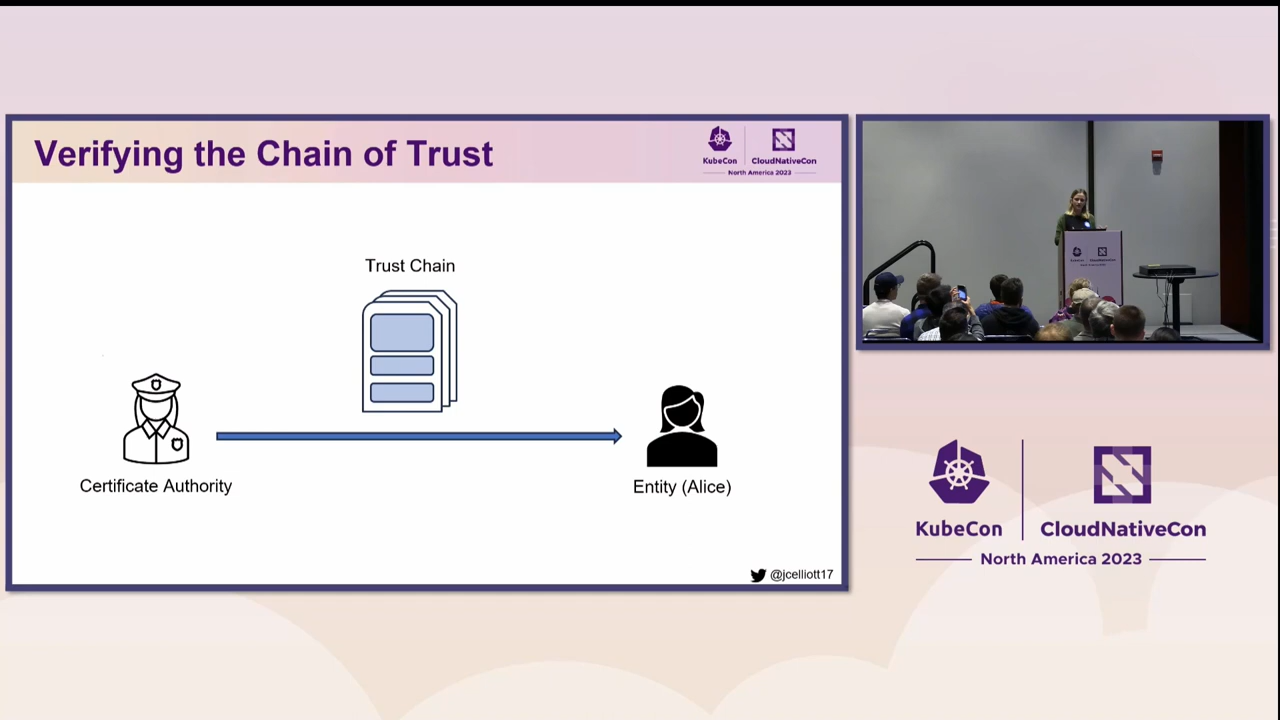 Verifying the Chain of Trust
KubeCon
CloudNativeCon
North America 2023
Trust Chain
Certificate Authority
Entity (Alice)
@jcelliott17
KubeCon
CloudNativeCon
North America 2023